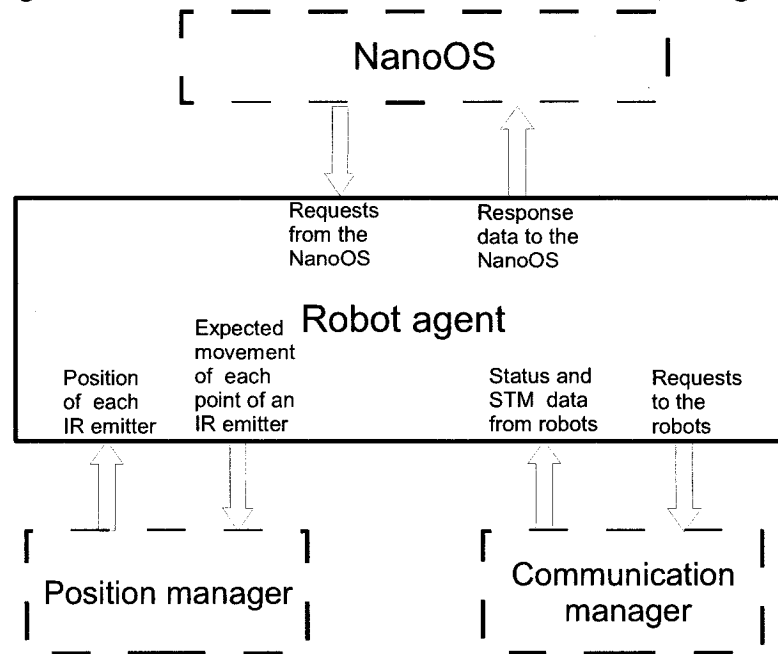 NanoOS
Requests
from the
NanoOS
Response
data to the
NanoOS
Robot agent
Expected
movement
of each
point of an
IR emitter
Position
of each
IR emitter
Status and
STM data
from robots
Requests
to the
robots
Position manager
Communication
manager